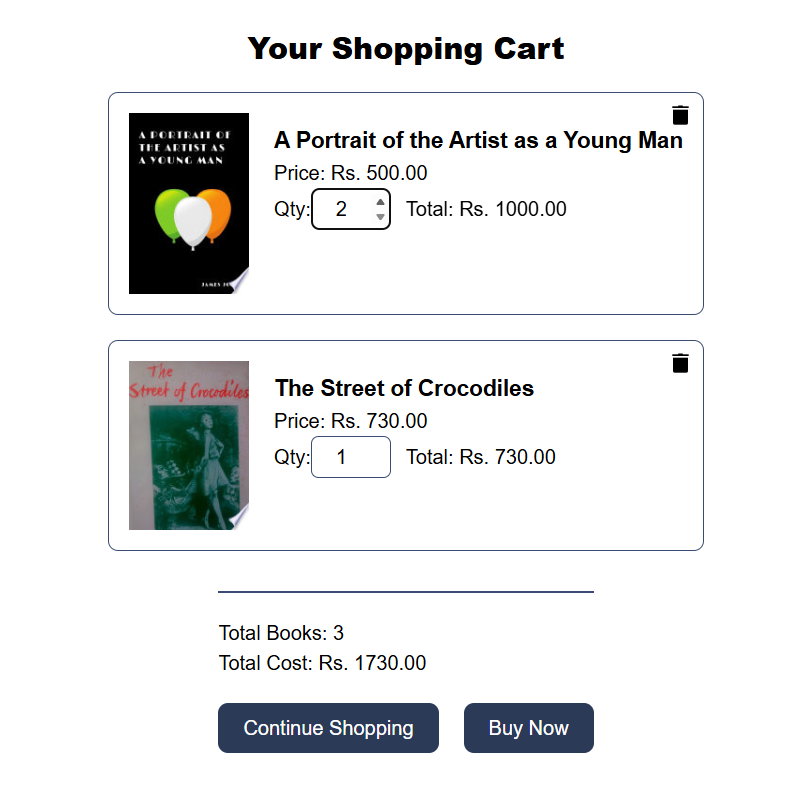 Your Shopping Cart
A PORTRAIT OF
THE ARTIST AS
A YOUNG MAN
JAMES
A Portrait of the Artist as a Young Man
Price: Rs. 500.00
Qty: 2 Total: Rs. 1000.00
The
Street of Crocodiles
The Street of Crocodiles
Price: Rs. 730.00
Qty: 1 Total: Rs. 730.00
Total Books: 3
Total Cost: Rs. 1730.00
Continue Shopping Buy Now